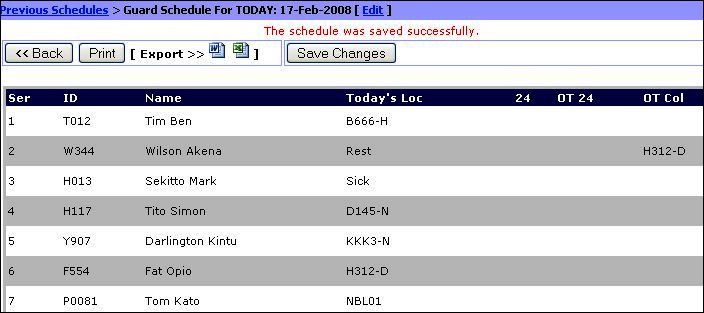 Previous Schedules > Guard Schedule For TODAY: 17-Feb-2008 [ Edit ]
The schedule was saved successfully.
<< Back Print [ Export >> ] Save Changes
Ser ID Name Today's Loc 24 OT 24 OT Col
1 T012 Tim Ben B666-H
2 W344 Wilson Akena Rest H312-D
3 H013 Sekitto Mark Sick
4 H117 Tito Simon D145-N
5 Y907 Darlington Kintu KKK3-N
6 F554 Fat Opio H312-D
7 P0081 Tom Kato NBL01